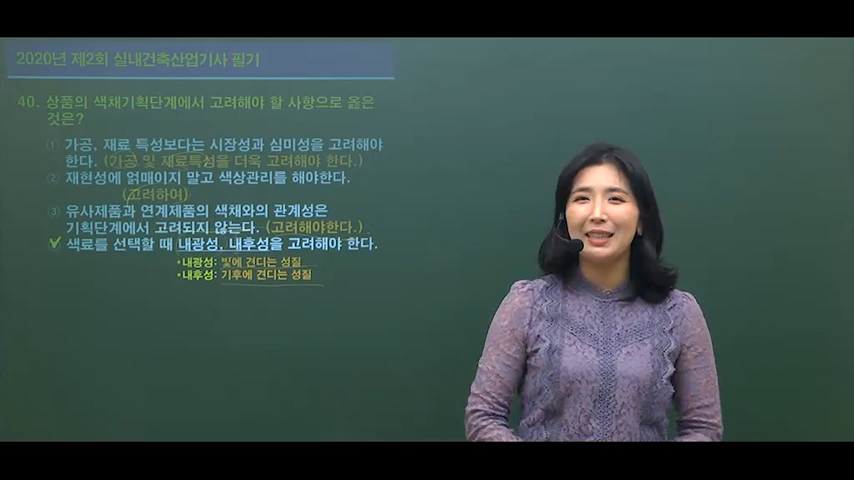 2020년 제2회 실내건축산업기사 필기
40. 상품의 색채기획단계에서 고려해야 할 사항으로 옳은
것은?
① 가공, 재료 특성보다는 시장성과 심미성을 고려해야
한다. (가공 및 재료특성을 더욱 고려해야 한다.)
② 재현성에 얽매이지 말고 색상관리를 해야한다.
(고려하여)
③ 유사제품과 연계제품의 색채와의 관계성은
기획단계에서 고려되지 않는다. (고려해야한다.)
✓ 색료를 선택할 때 내광성, 내후성을 고려해야 한다.
• 내광성: 빛에 견디는 성질
• 내후성: 기후에 견디는 성질